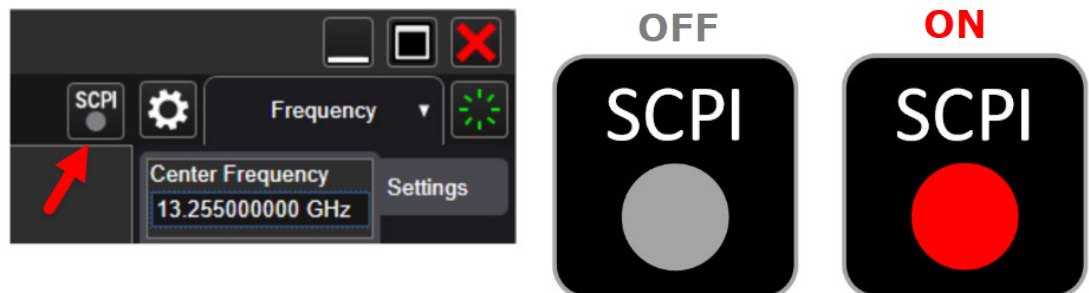 SCPI
Frequency
Center Frequency
13.255000000 GHz
Settings
OFF
SCPI
ON
SCPI